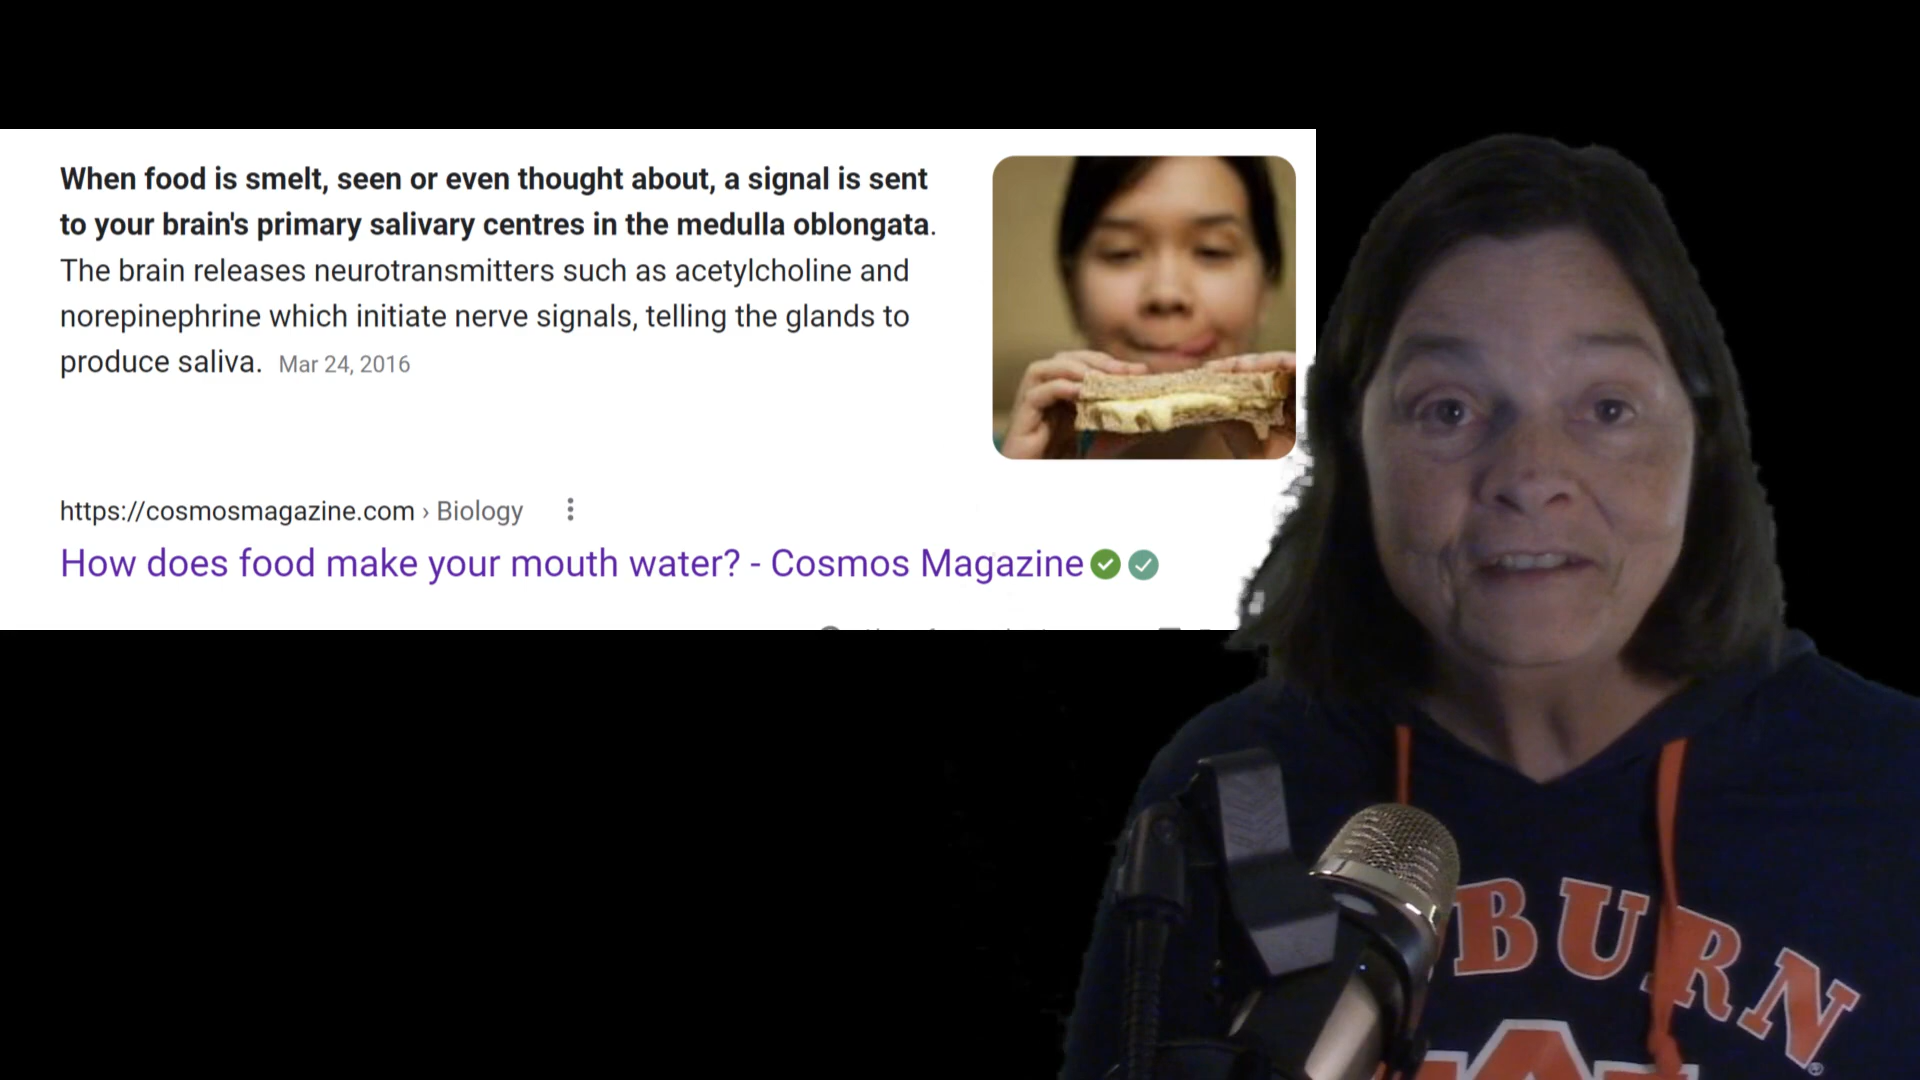 When food is smelt, seen or even thought about, a signal is sent
to your brain's primary salivary centres in the medulla oblongata.
The brain releases neurotransmitters such as acetylcholine and
norepinephrine which initiate nerve signals, telling the glands to
produce saliva. Mar 24, 2016
https://cosmosmagazine.com › Biology
How does food make your mouth water? - Cosmos Magazine
BURN